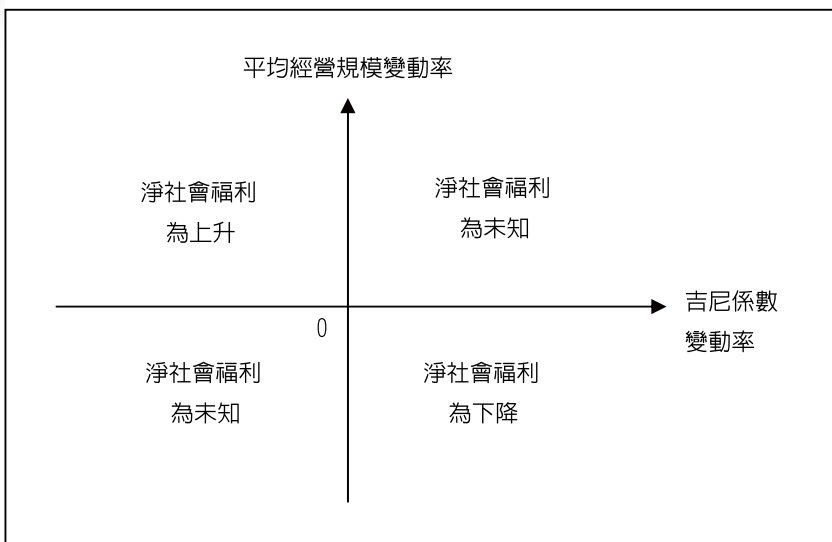 平均經營規模變動率
淨社會福利
為上升
淨社會福利
為未知
吉尼係數
變動率
0
淨社會福利
為未知
淨社會福利
為下降